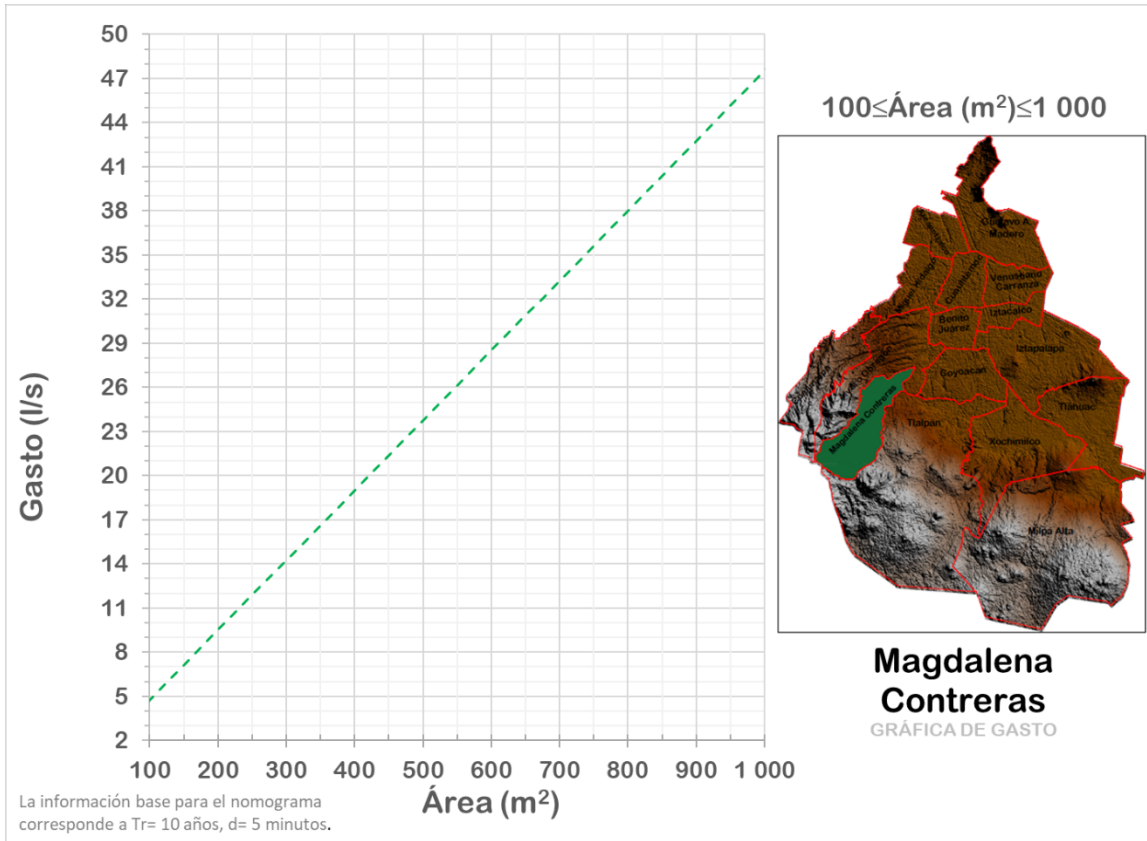 50
47
44
41
38
35
32
29
26
23
20
17
14
11
8
5
2
Gasto (l/s)
100 200 300 400 500 600 700 800 900 1 000
Área (m²)
La información base para el nomograma
corresponde a Tr= 10 años, d= 5 minutos.
100≤Área (m²)≤1 000
Gustavo A.
Madero
Miguel Hidalgo
Cuauhtémoc
Venustiano
Carranza
Benito
Juárez
Iztacalco
Iztapalapa
Coyoacán
Magdalena Contreras
Tlalpan
Tláhuac
Xochimilco
Milpa Alta
Magdalena
Contreras
GRÁFICA DE GASTO